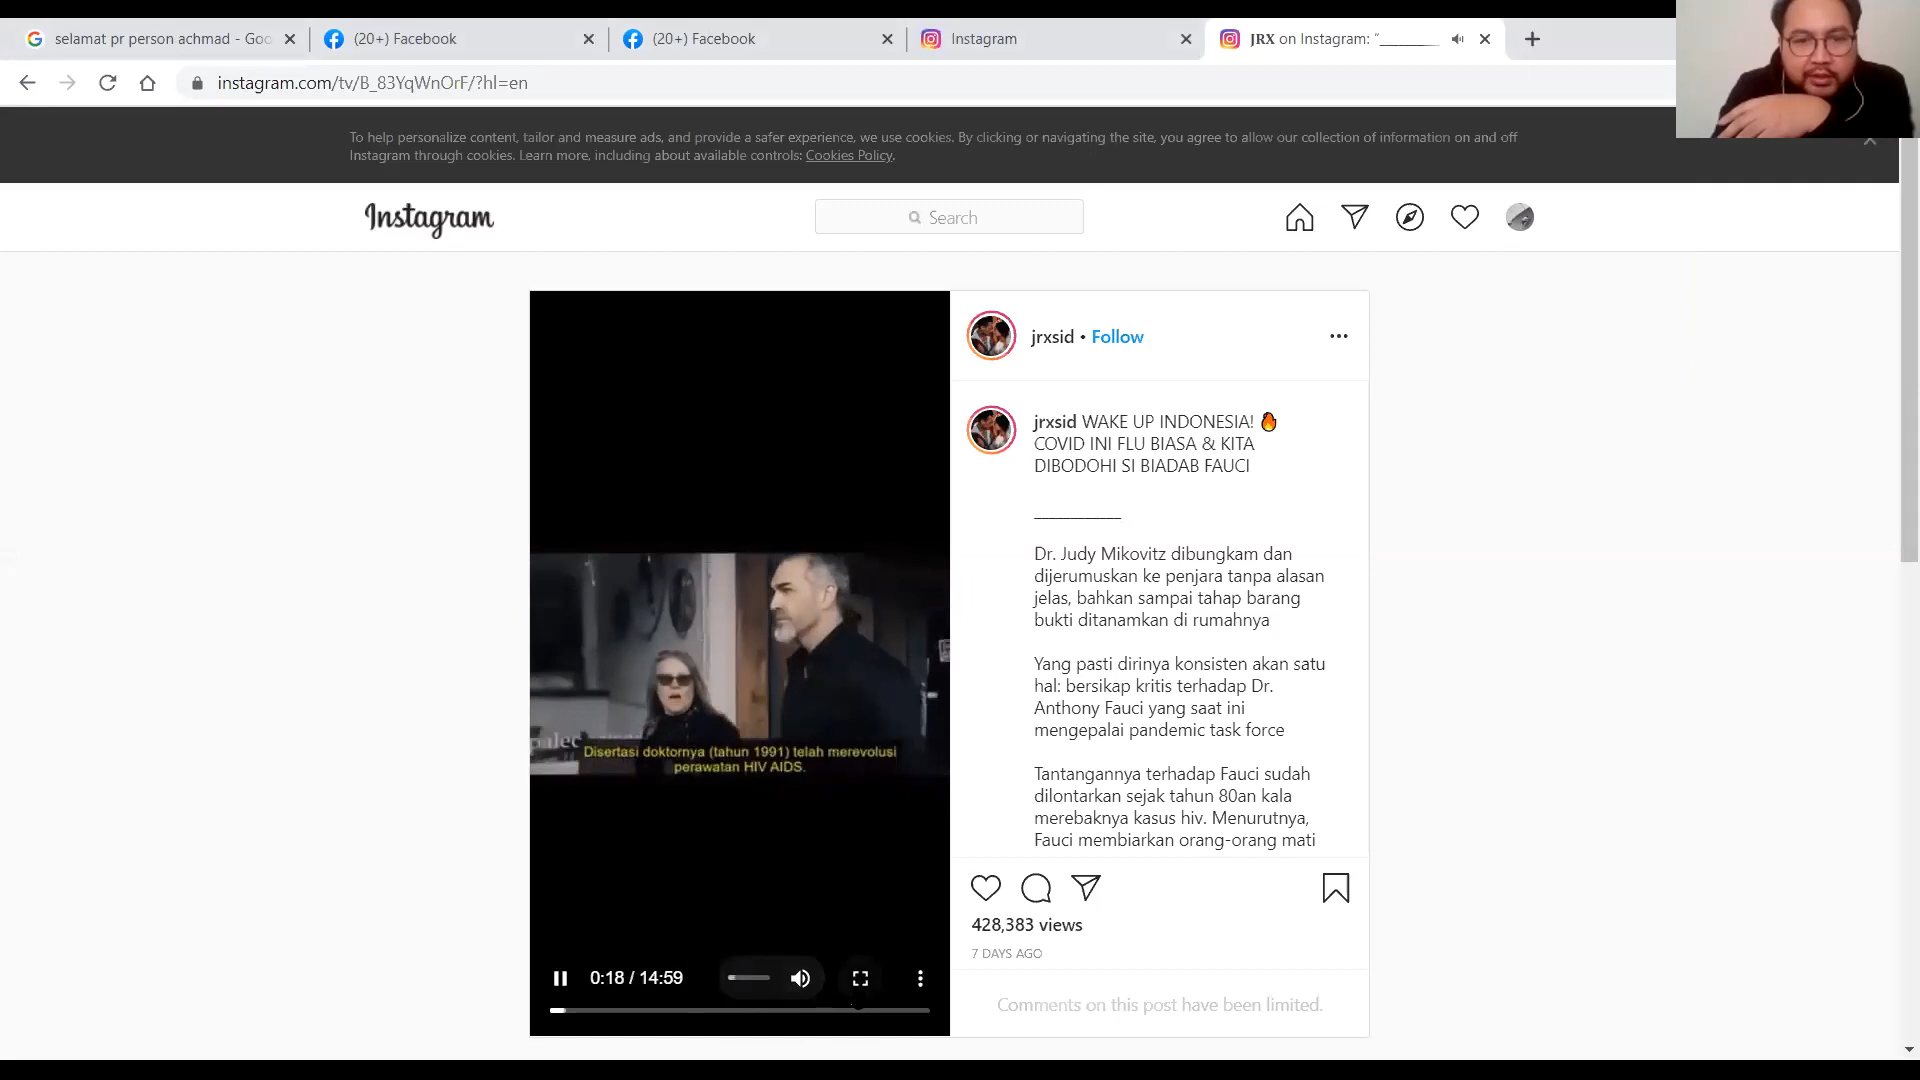 selamat pr person achmad - Goo
(20+) Facebook
(20+) Facebook
Instagram
JRX on Instagram: “__________
instagram.com/tv/B_83YqWnOrF/?hl=en
To help personalize content, tailor and measure ads, and provide a safer experience, we use cookies. By clicking or navigating the site, you agree to allow our collection of information on and off
Instagram through cookies. Learn more, including about available controls: Cookies Policy.
Instagram
Search
jrxsid • Follow
jrxsid WAKE UP INDONESIA! 🔥
COVID INI FLU BIASA & KITA
DIBODOHI SI BIADAB FAUCI
____________
Dr. Judy Mikovitz dibungkam dan
dijerumuskan ke penjara tanpa alasan
jelas, bahkan sampai tahap barang
bukti ditanamkan di rumahnya
Yang pasti dirinya konsisten akan satu
hal: bersikap kritis terhadap Dr.
Anthony Fauci yang saat ini
mengepalai pandemic task force
Tantangannya terhadap Fauci sudah
dilontarkan sejak tahun 80an kala
merebaknya kasus hiv. Menurutnya,
Fauci membiarkan orang-orang mati
Disertasi doktornya (tahun 1991) telah merevolusi
perawatan HIV AIDS.
0:18 / 14:59
428,383 views
7 DAYS AGO
Comments on this post have been limited.